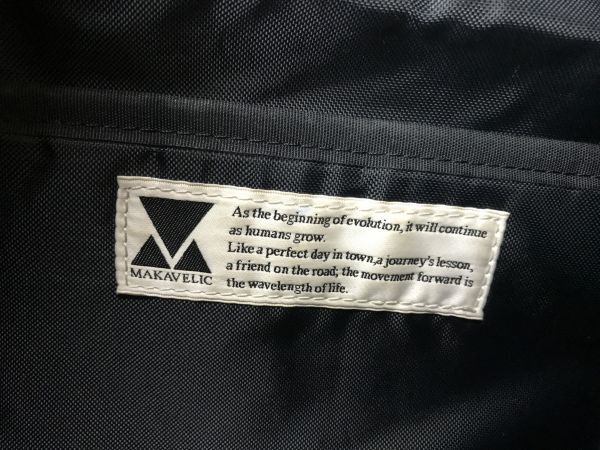 MAKAVELIC
As the beginning of evolution, it will continue
as humans grow.
Like a perfect day in town,a journey's lesson,
a friend on the road; the movement forward is
the wavelength of life.